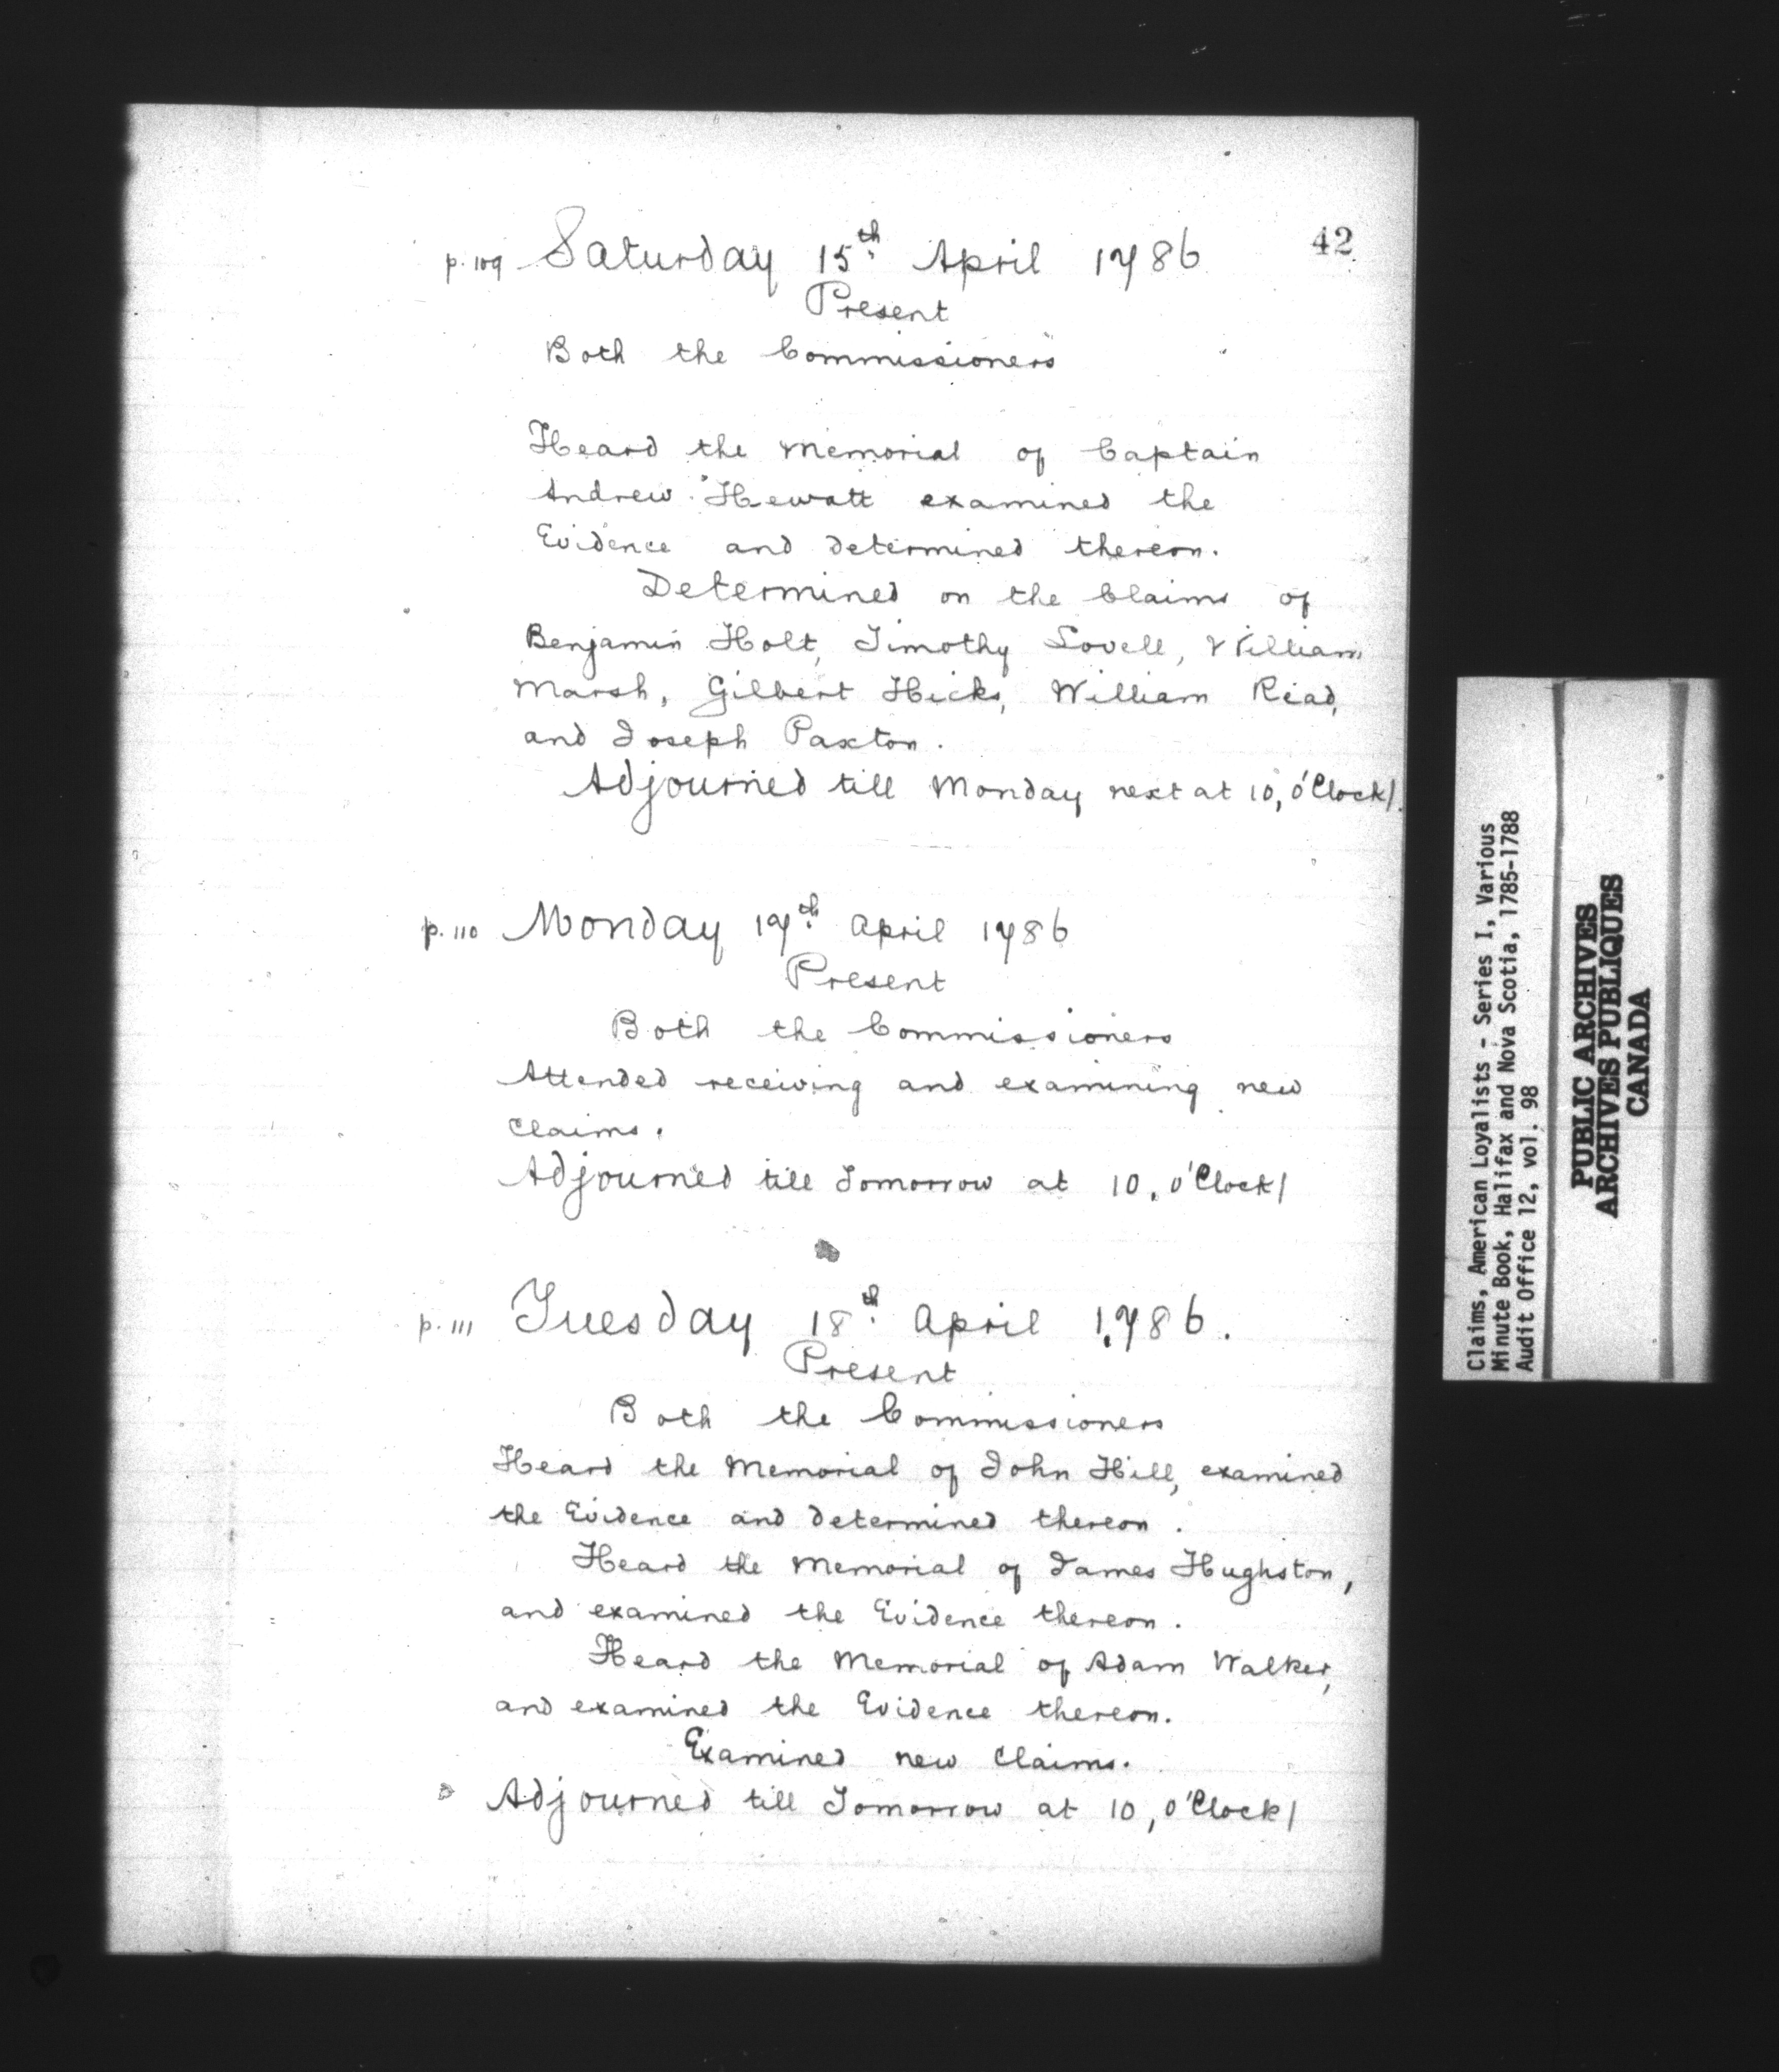 42
p. 109 Saturday 15th. April 1786
Present
Both the Commissioners
Heard the Memorial of Captain
Andrew Hewatt examined the
Evidence and determined thereon.
Determined on the Claims of
Benjamin Holt, Timothy Lovell, William
Marsh, Gilbert Hicks, William Read,
and Joseph Paxton.
Adjourned till Monday next at 10, o'Clock/.
p. 110 Monday 17th. April 1786
Present
Both the Commissioners
Attended receiving and examining new
Claims.
Adjourned till Tomorrow at 10, o'Clock/
p. 111 Tuesday 18th. April 1786.
Present
Both the Commissioners
Heard the Memorial of John Hill, examined
the Evidence and determined thereon.
Heard the Memorial of James Hughston,
and examined the Evidence thereon.
Heard the Memorial of Adam Walker,
and examined the Evidence thereon.
Examined new Claims.
Adjourned till Tomorrow at 10, o'Clock/
Claims, American Loyalists - Series I, Various
Minute Book, Halifax and Nova Scotia, 1785-1788
Audit Office 12, vol. 98
PUBLIC ARCHIVES
ARCHIVES PUBLIQUES
CANADA